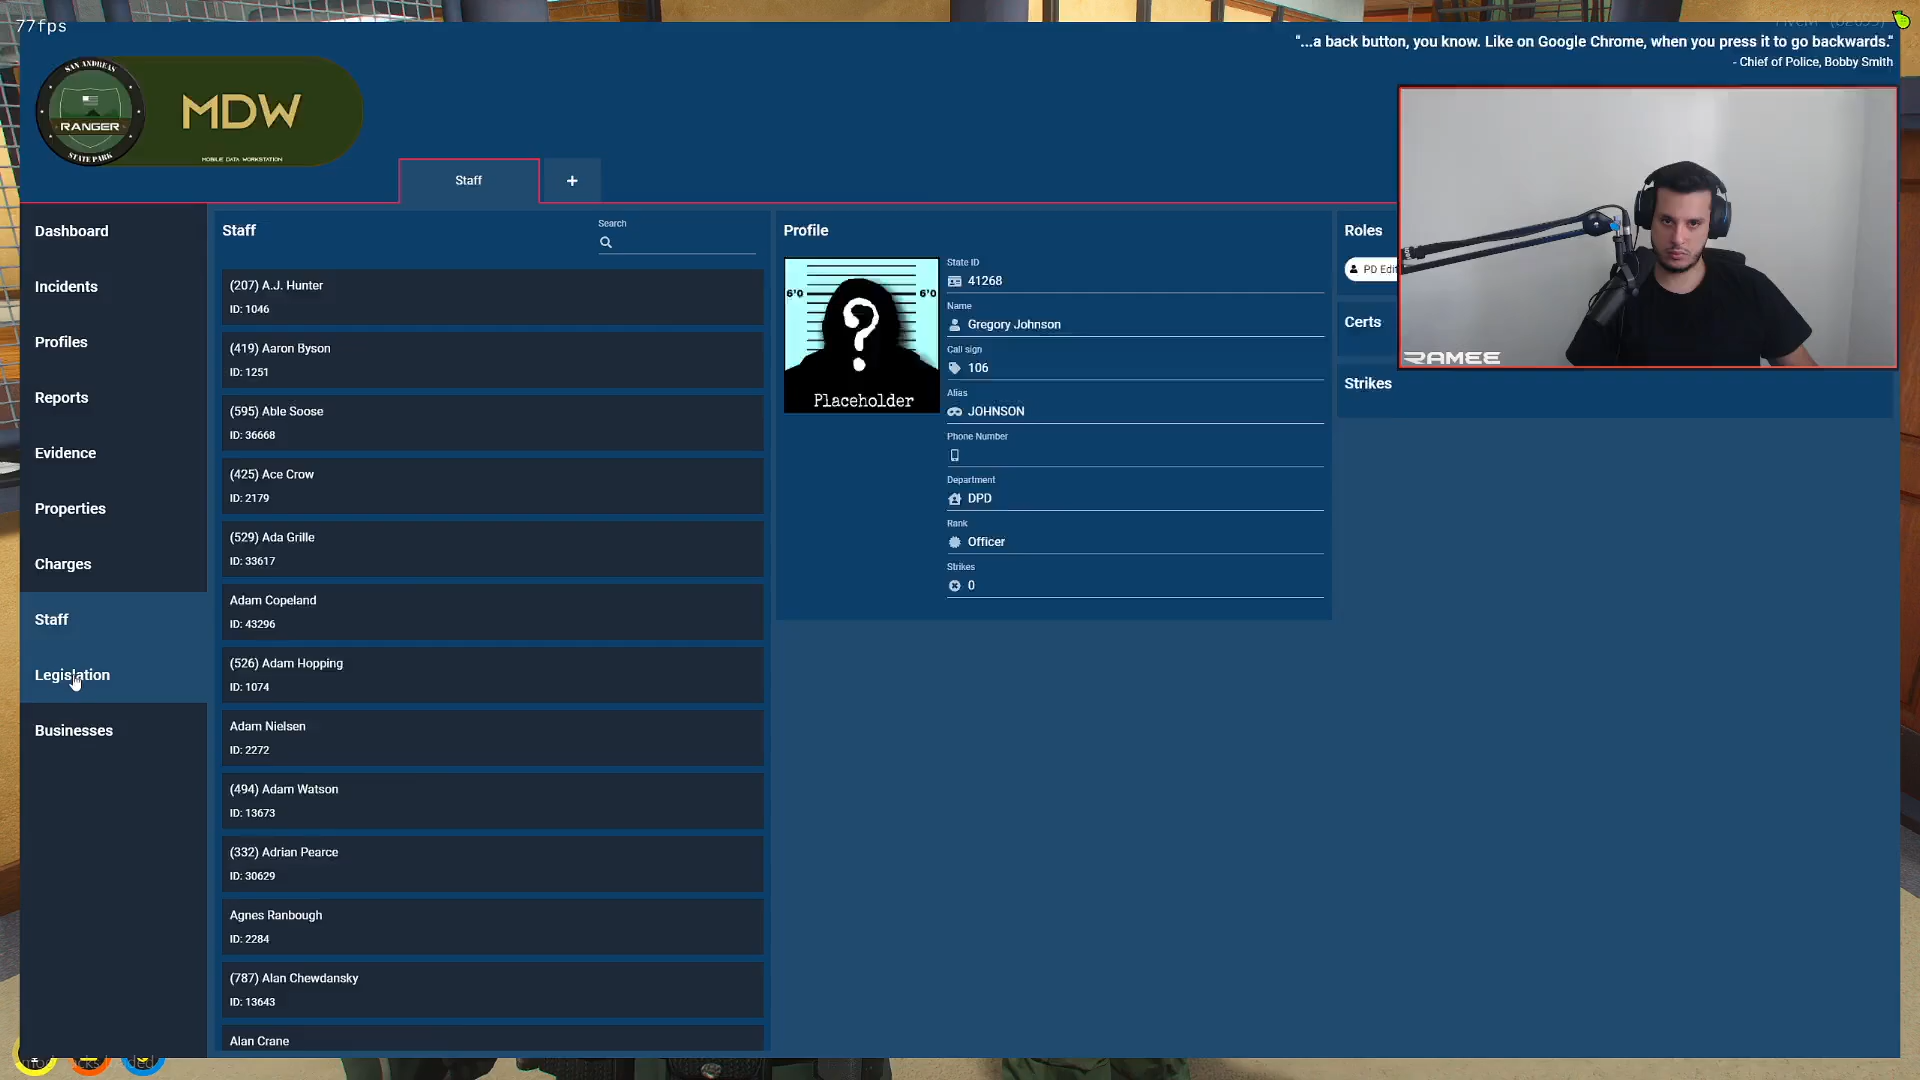 77fps
"...a back button, you know. Like on Google Chrome, when you press it to go backwards."
- Chief of Police, Bobby Smith
SAN ANDREAS
RANGER
STATE PARK
MDW
MOBILE DATA WORKSTATION
Staff
+
Dashboard
Incidents
Profiles
Reports
Evidence
Properties
Charges
Staff
Legislation
Businesses
Staff
Search
(207) A.J. Hunter
ID: 1046
(419) Aaron Byson
ID: 1251
(595) Able Soose
ID: 36668
(425) Ace Crow
ID: 2179
(529) Ada Grille
ID: 33617
Adam Copeland
ID: 43296
(526) Adam Hopping
ID: 1074
Adam Nielsen
ID: 2272
(494) Adam Watson
ID: 13673
(332) Adrian Pearce
ID: 30629
Agnes Ranbough
ID: 2284
(787) Alan Chewdansky
ID: 13643
Alan Crane
Profile
6'0 6'0
?
Placeholder
State ID
41268
Name
Gregory Johnson
Call sign
106
Alias
JOHNSON
Phone Number
Department
DPD
Rank
Officer
Strikes
0
Roles
PD Edit
Certs
Strikes
RAMEE